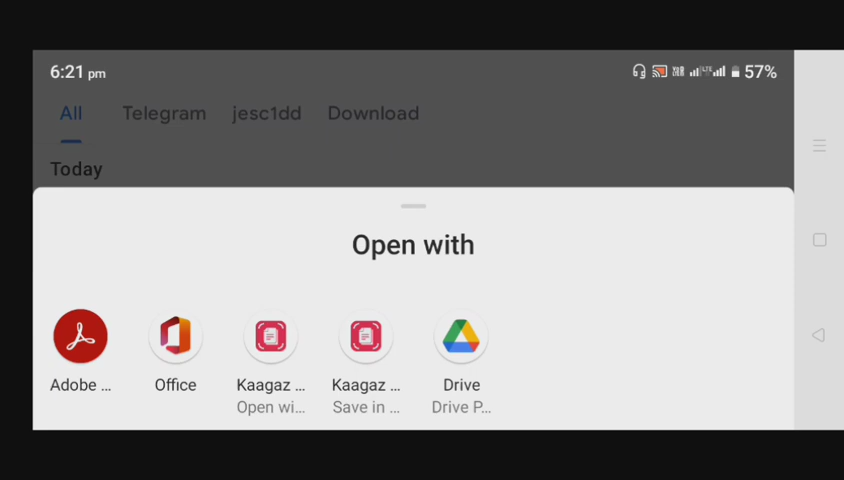 6:21 pm 57%
All Telegram jesc1dd Download
Today
Open with
Adobe ... Office Kaagaz ... Kaagaz ... Drive
Open wi... Save in ... Drive P...